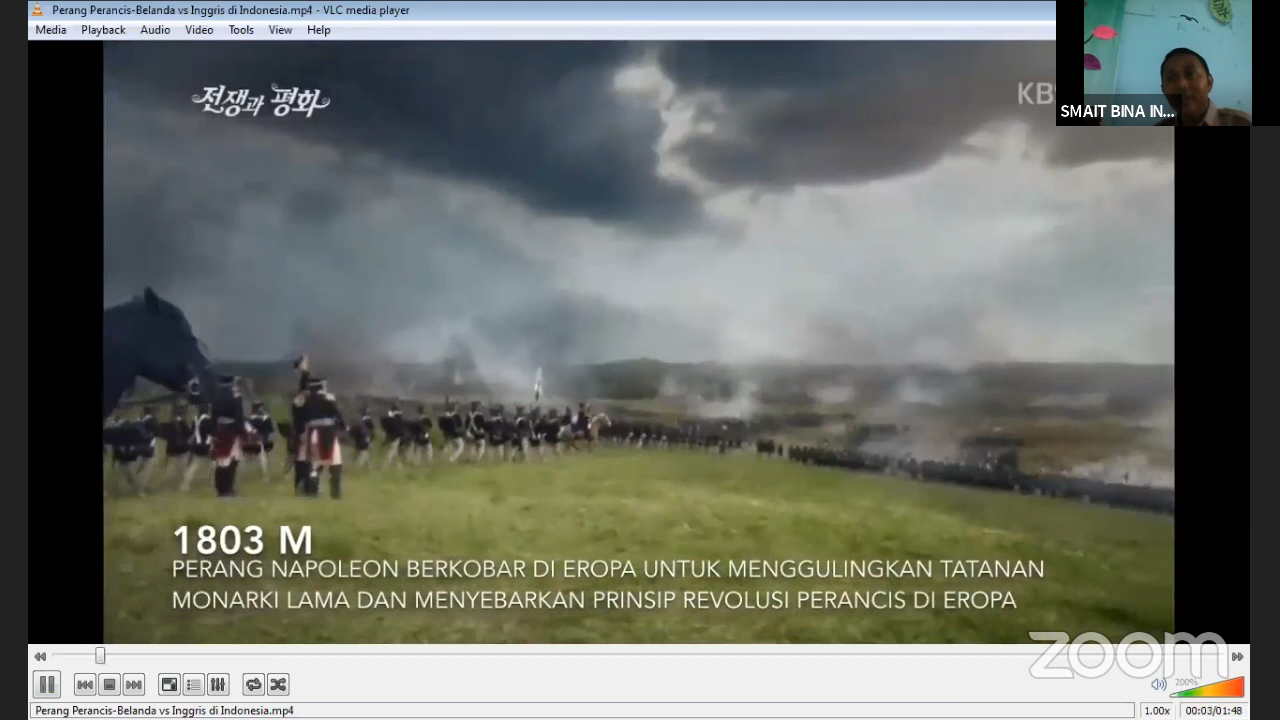 Perang Perancis-Belanda vs Inggris di Indonesia.mp4 - VLC media player
Media Playback Audio Video Tools View Help
전쟁과 평화
KBS
SMAIT BINA IN...
1803 M
PERANG NAPOLEON BERKOBAR DI EROPA UNTUK MENGGULINGKAN TATANAN
MONARKI LAMA DAN MENYEBARKAN PRINSIP REVOLUSI PERANCIS DI EROPA
zoom
200%
Perang Perancis-Belanda vs Inggris di Indonesia.mp4
1.00x
00:03/01:48